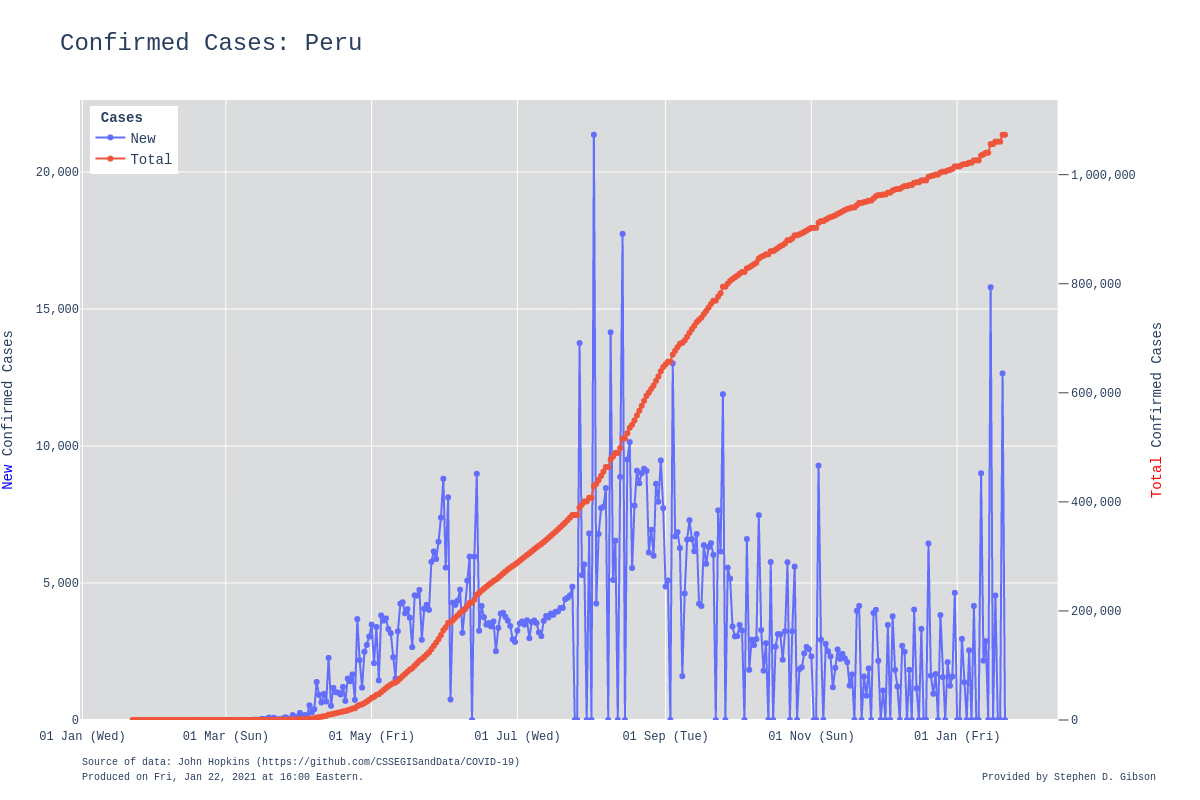 Confirmed Cases: Peru
Cases
New
Total
20,000
15,000
10,000
5,000
0
New Confirmed Cases
1,000,000
800,000
600,000
400,000
200,000
0
Total Confirmed Cases
01 Jan (Wed)
01 Mar (Sun)
01 May (Fri)
01 Jul (Wed)
01 Sep (Tue)
01 Nov (Sun)
01 Jan (Fri)
Source of data: John Hopkins (https://github.com/CSSEGISandData/COVID-19)
Produced on Fri, Jan 22, 2021 at 16:00 Eastern.
Provided by Stephen D. Gibson